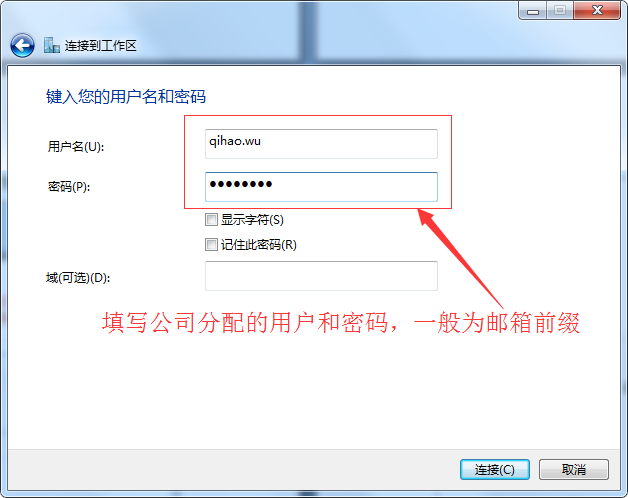 连接到工作区
键入您的用户名和密码
用户名(U):
qihao.wu
密码(P):
●●●●●●●●
显示字符(S)
记住此密码(R)
域(可选)(D):
填写公司分配的用户和密码，一般为邮箱前缀
连接(C)
取消